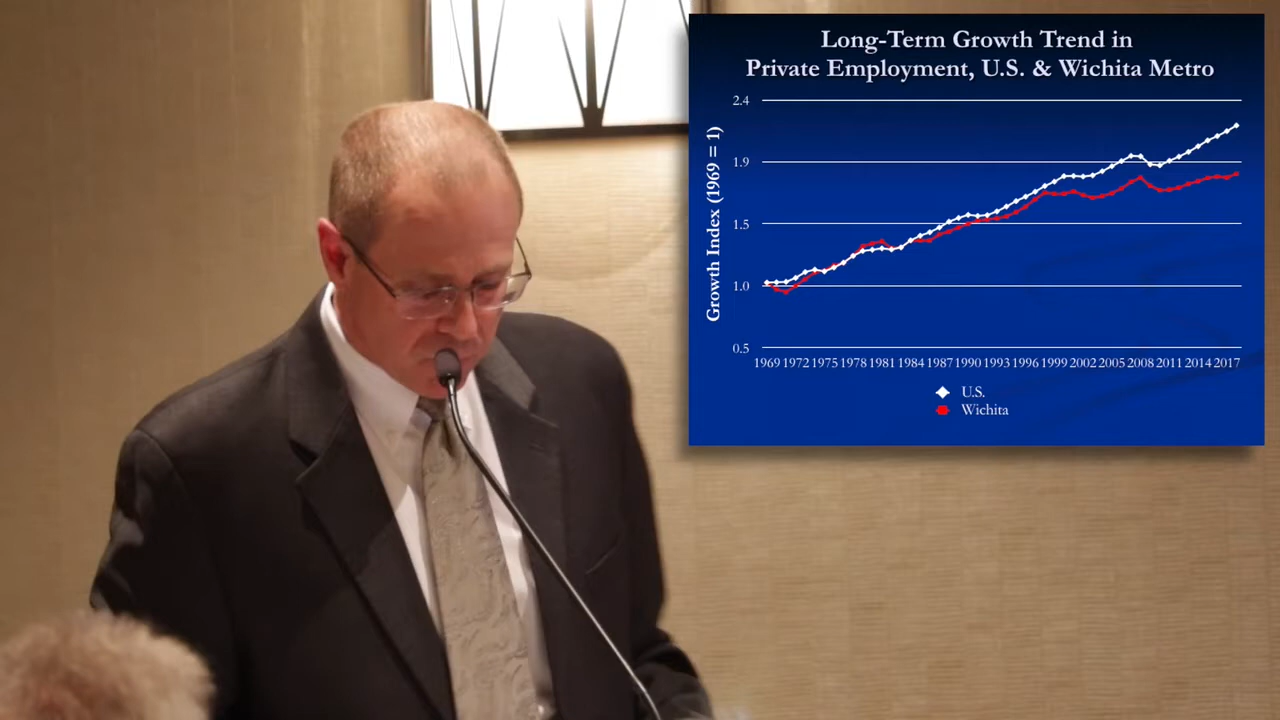 Long-Term Growth Trend in
Private Employment, U.S. & Wichita Metro
Growth Index (1969 = 1)
2.4
1.9
1.5
1.0
0.5
1969 1972 1975 1978 1981 1984 1987 1990 1993 1996 1999 2002 2005 2008 2011 2014 2017
U.S.
Wichita